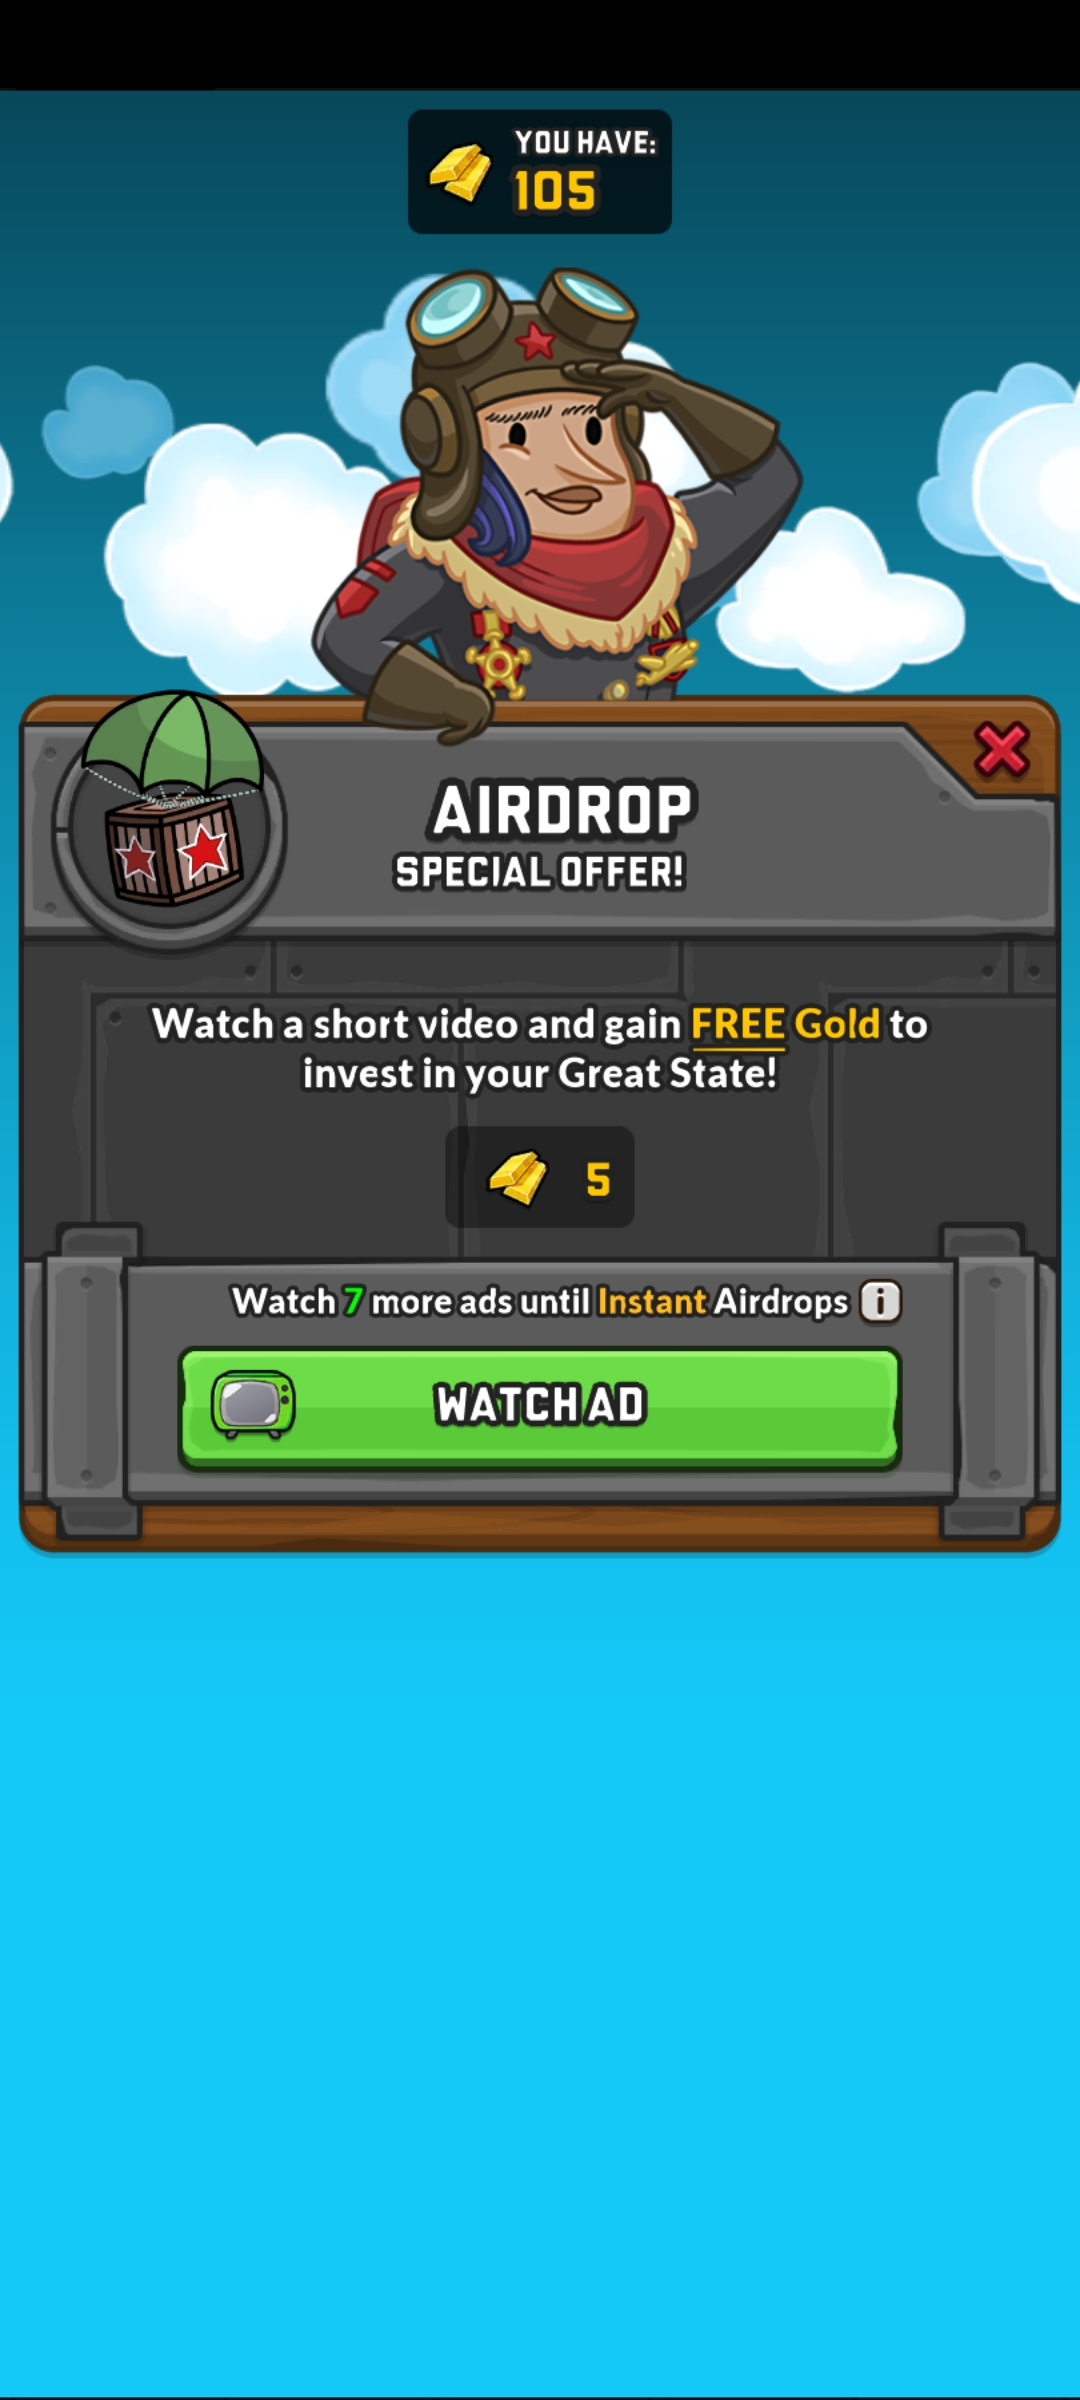 YOU HAVE:
105
AIRDROP
SPECIAL OFFER!
Watch a short video and gain FREE Gold to
invest in your Great State!
5
Watch 7 more ads until Instant Airdrops i
WATCH AD